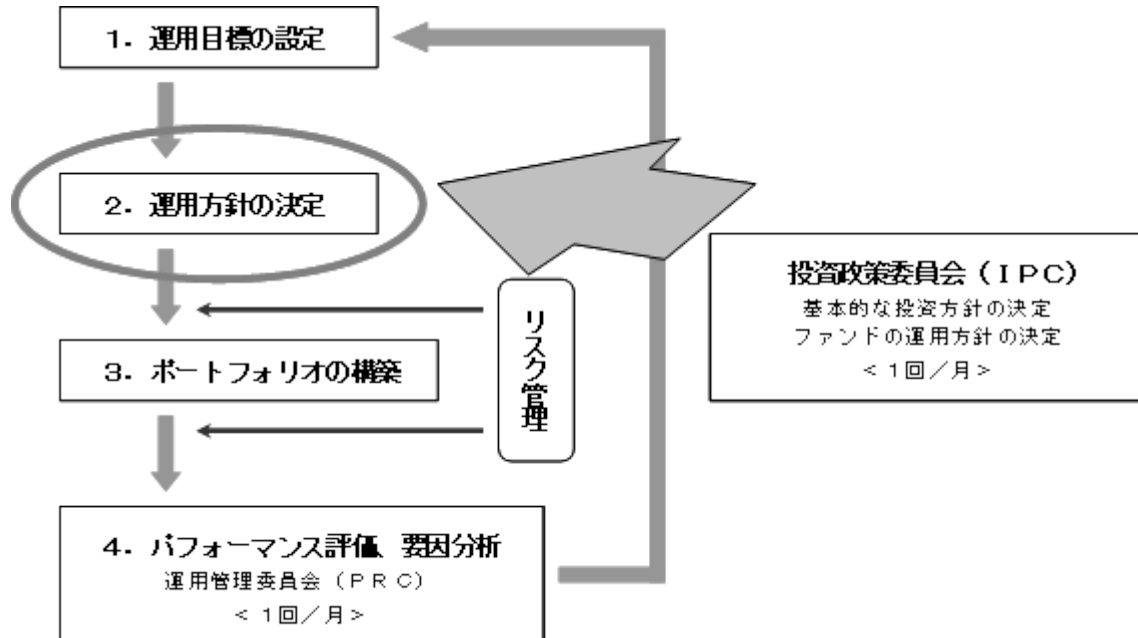 1．運用目標の設定
2．運用方針の決定
投資政策委員会（ＩＰＣ）
基本的な投資方針の決定
ファンドの運用方針の決定
＜１回／月＞
リスク管理
3．ポートフォリオの構築
4．パフォーマンス評価、要因分析
運用管理委員会（ＰＲＣ）
＜１回／月＞